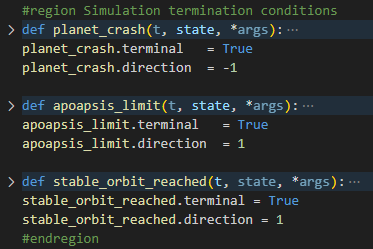 #region Simulation termination conditions
def planet_crash(t, state, *args):···
planet_crash.terminal   = True
planet_crash.direction  = -1
def apoapsis_limit(t, state, *args):···
apoapsis_limit.terminal   = True
apoapsis_limit.direction  = 1
def stable_orbit_reached(t, state, *args):···
stable_orbit_reached.terminal = True
stable_orbit_reached.direction = 1
#endregion